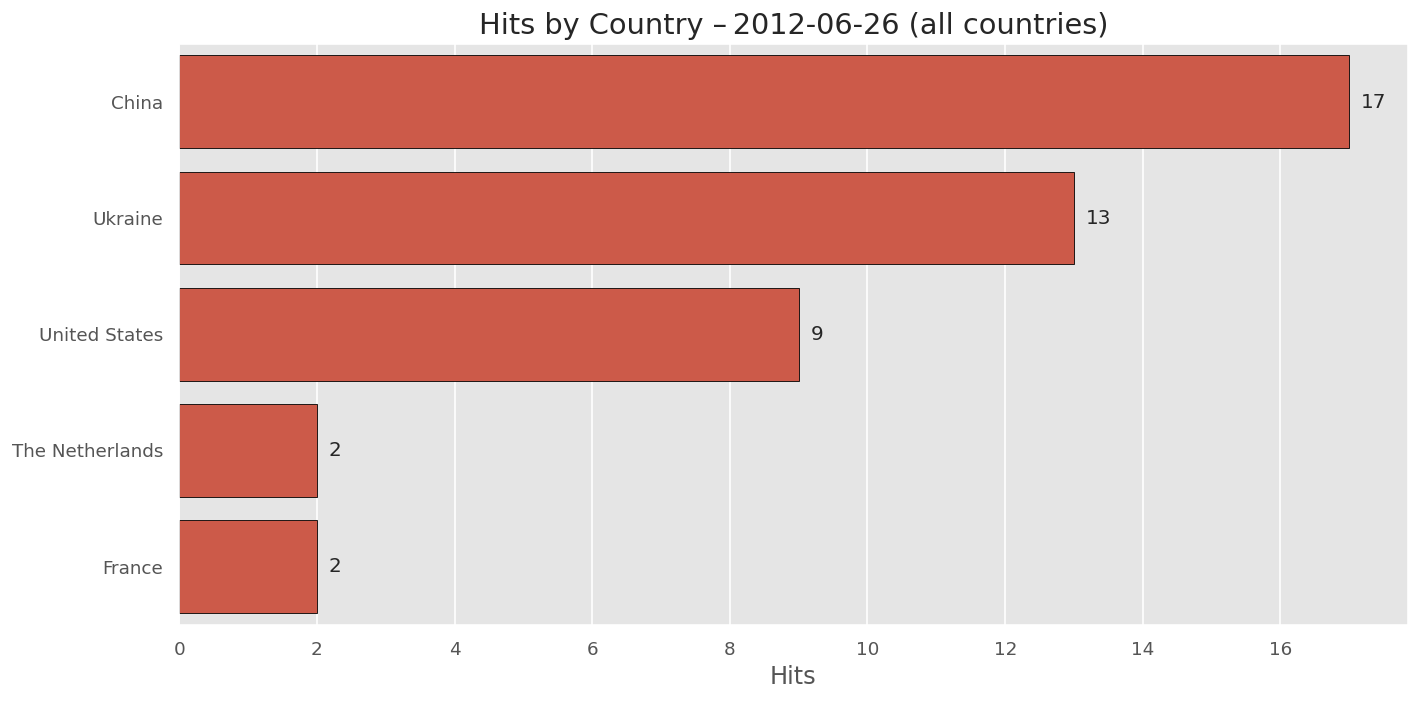 Hits by Country – 2012-06-26 (all countries)
China
17
Ukraine
13
United States
9
The Netherlands
2
France
2
0 2 4 6 8 10 12 14 16
Hits